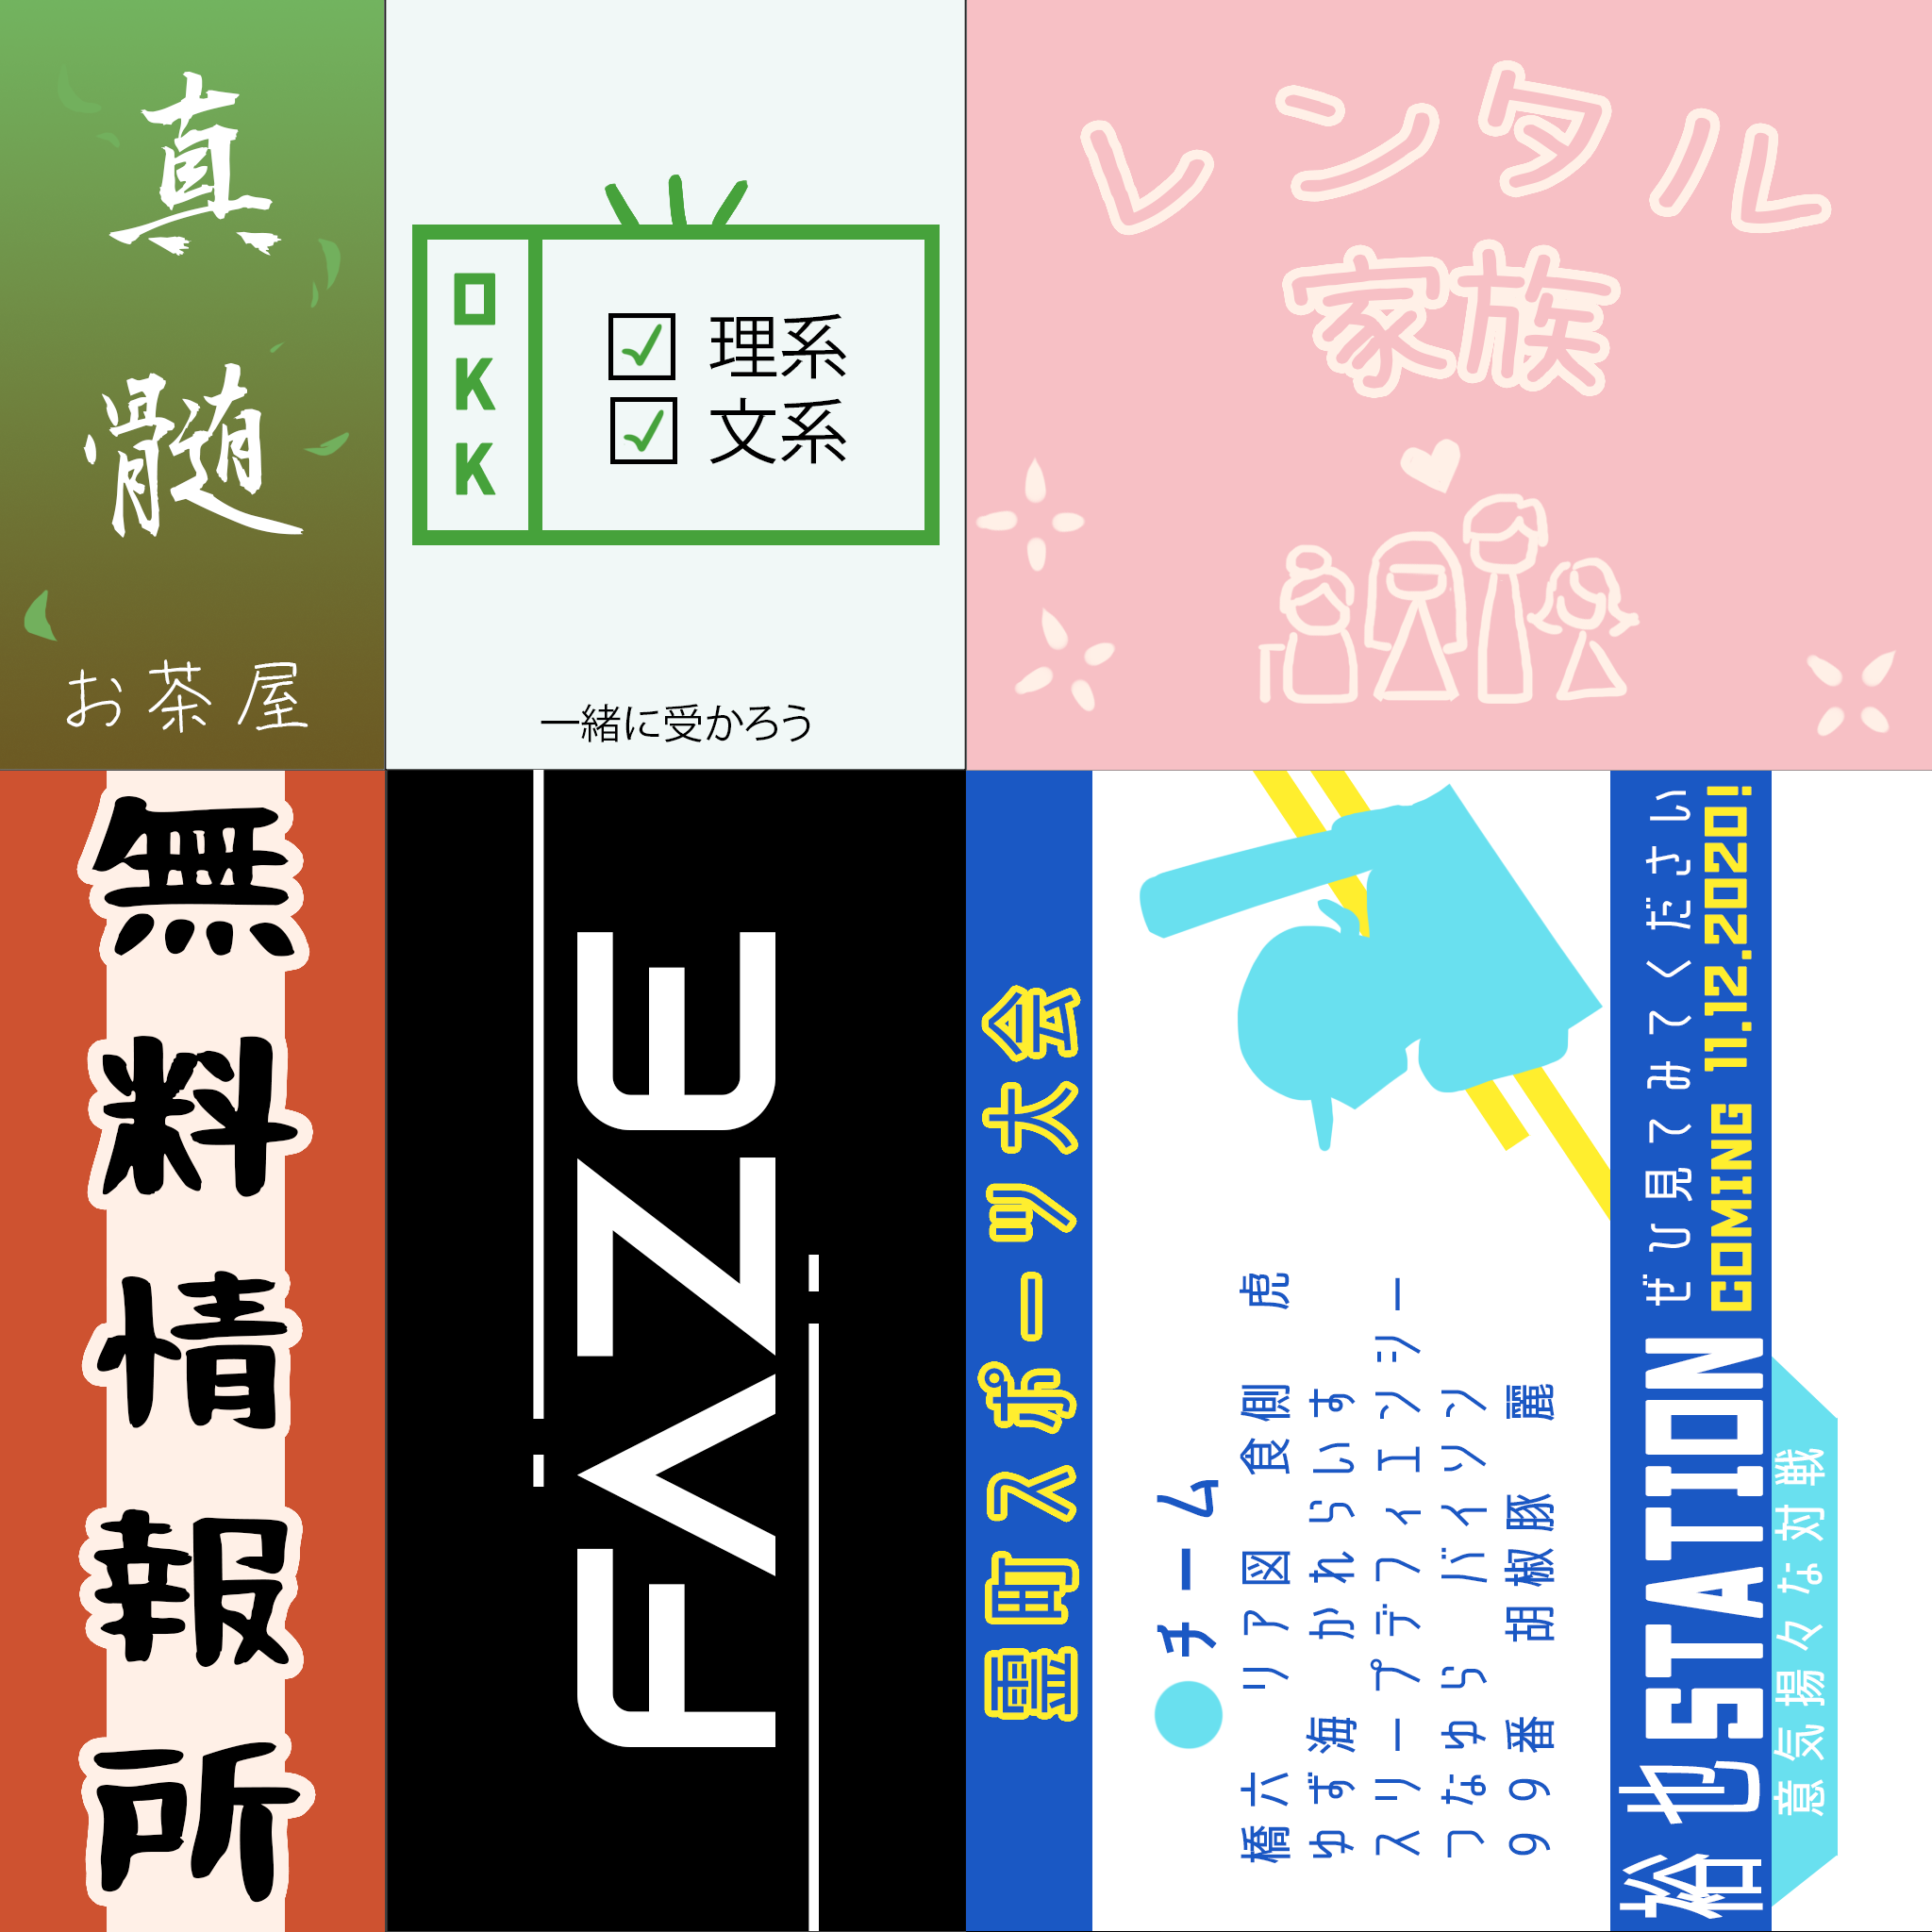 真髄
お茶屋
OKK
理系
文系
一緒に受かろう
レンタル
家族
無料情報所
FAZE
霊町スポーツ大会
チーム
橋六 リア図 食側 虎
ゆず海 かれらいす
スリープデフィエンシー
つなゆら バイソン
99番 胡椒豚 麗
裕也STATION
ぜひ見てみてください
COMING 11.12.2020!
意気揚々な対戦